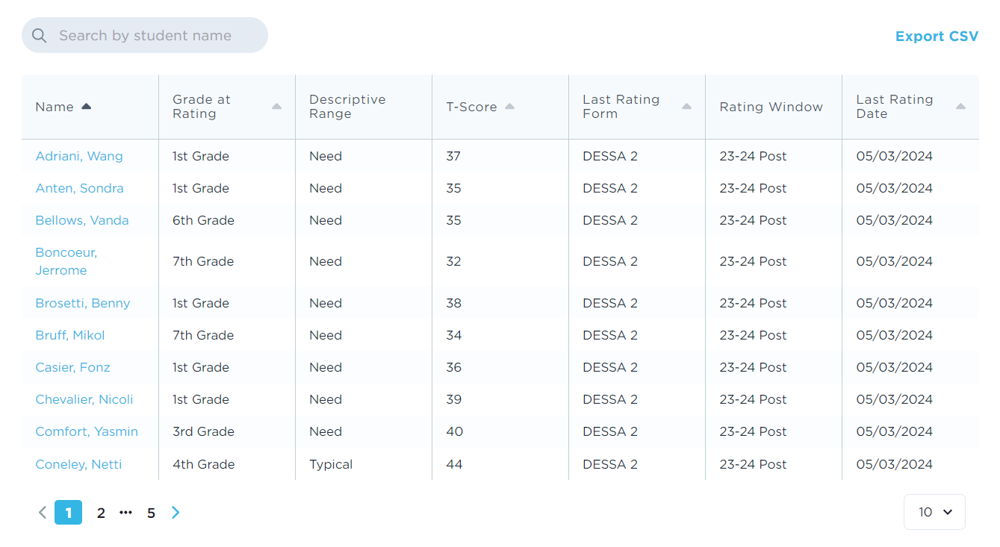 Search by student name
Export CSV
Name Grade at Rating Descriptive Range T-Score Last Rating Form Rating Window Last Rating Date
Adriani, Wang 1st Grade Need 37 DESSA 2 23-24 Post 05/03/2024
Anten, Sondra 1st Grade Need 35 DESSA 2 23-24 Post 05/03/2024
Bellows, Vanda 6th Grade Need 35 DESSA 2 23-24 Post 05/03/2024
Boncoeur, Jerrome 7th Grade Need 32 DESSA 2 23-24 Post 05/03/2024
Brosetti, Benny 1st Grade Need 38 DESSA 2 23-24 Post 05/03/2024
Bruff, Mikol 7th Grade Need 34 DESSA 2 23-24 Post 05/03/2024
Casier, Fonz 1st Grade Need 36 DESSA 2 23-24 Post 05/03/2024
Chevalier, Nicoli 1st Grade Need 39 DESSA 2 23-24 Post 05/03/2024
Comfort, Yasmin 3rd Grade Need 40 DESSA 2 23-24 Post 05/03/2024
Coneley, Netti 4th Grade Typical 44 DESSA 2 23-24 Post 05/03/2024
1 2 ••• 5
10